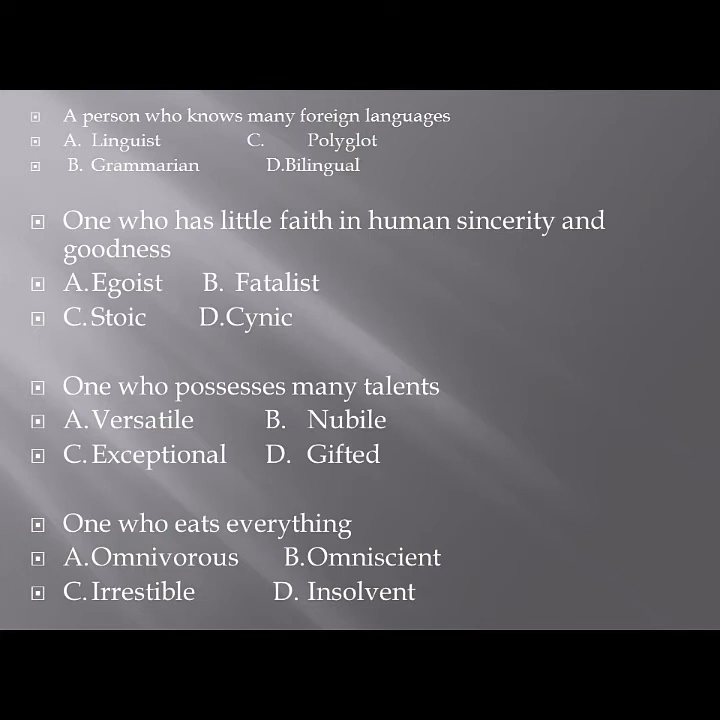 A person who knows many foreign languages
A. Linguist C. Polyglot
B. Grammarian D.Bilingual
One who has little faith in human sincerity and
goodness
A.Egoist B. Fatalist
C.Stoic D.Cynic
One who possesses many talents
A.Versatile B. Nubile
C.Exceptional D. Gifted
One who eats everything
A.Omnivorous B.Omniscient
C.Irrestible D. Insolvent